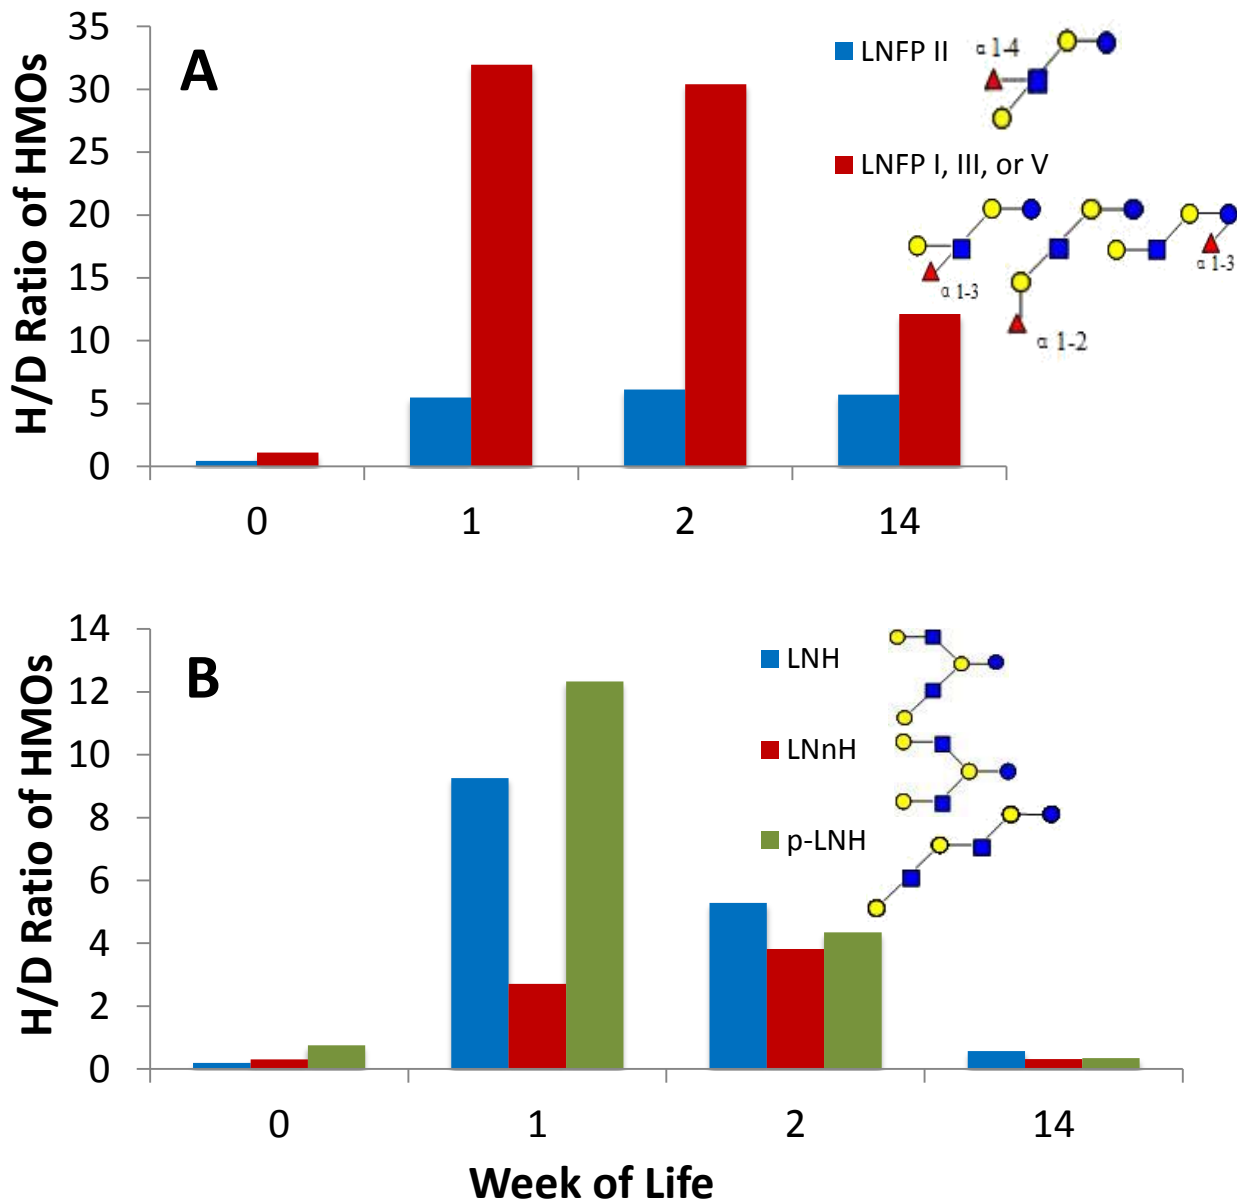 A
H/D Ratio of HMOs
35
30
25
20
15
10
5
0
0 1 2 14
LNFP II
α 1-4
LNFP I, III, or V
α 1-3
α 1-2
α 1-3
B
H/D Ratio of HMOs
14
12
10
8
6
4
2
0
0 1 2 14
LNH
LNnH
p-LNH
Week of Life